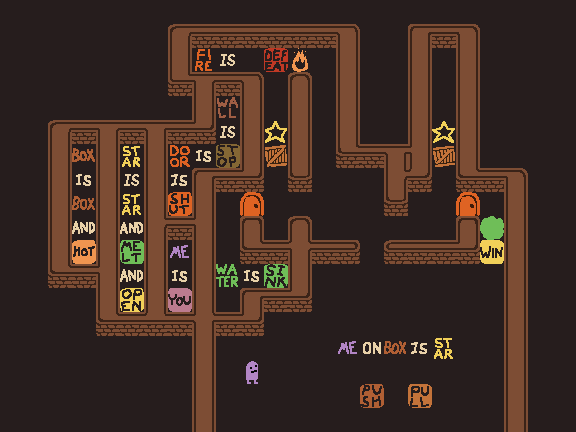 FIRE IS DEFEAT
WALL IS STOP
BOX IS BOX AND HOT
STAR IS STAR AND MELT AND OPEN
DOOR IS
IS SHUT
ME IS YOU
WATER IS SINK
WIN
ME ON BOX IS STAR
PUSH PULL